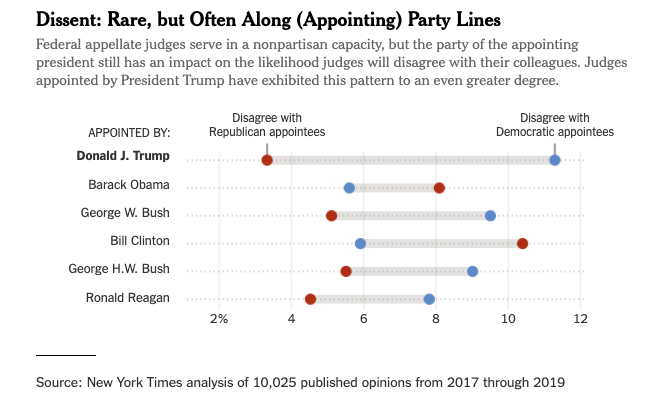 Dissent: Rare, but Often Along (Appointing) Party Lines
Federal appellate judges serve in a nonpartisan capacity, but the party of the appointing
president still has an impact on the likelihood judges will disagree with their colleagues. Judges
appointed by President Trump have exhibited this pattern to an even greater degree.
Disagree with
Republican appointees
Disagree with
Democratic appointees
APPOINTED BY:
Donald J. Trump
Barack Obama
George W. Bush
Bill Clinton
George H.W. Bush
Ronald Reagan
2% 4 6 8 10 12
Source: New York Times analysis of 10,025 published opinions from 2017 through 2019